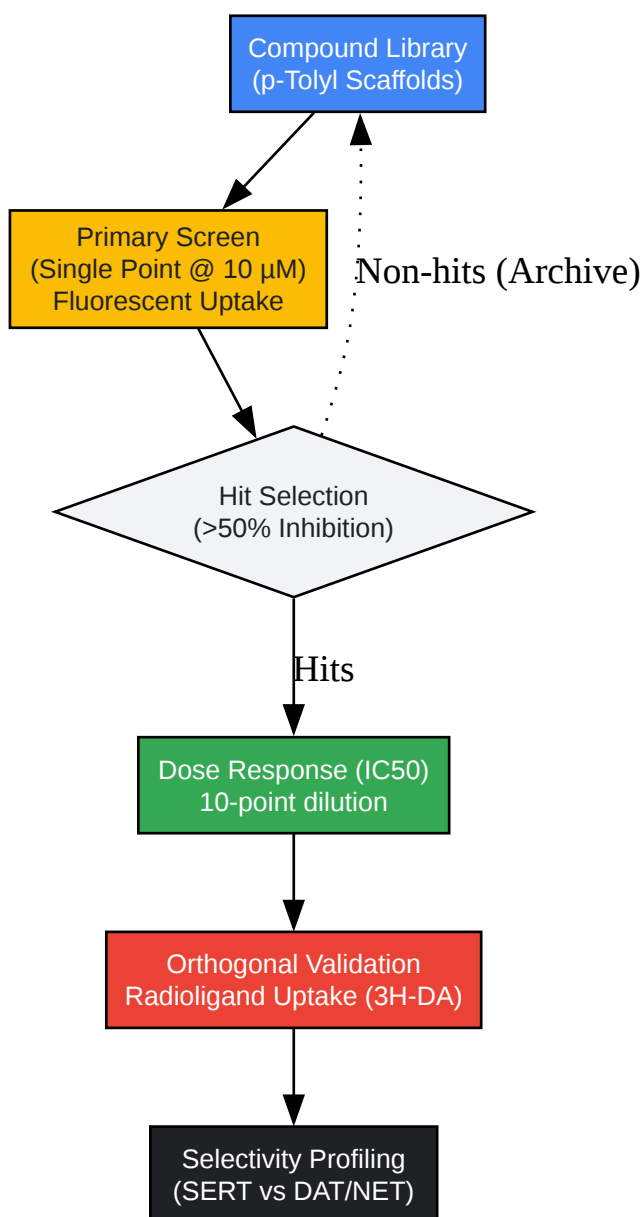 Compound Library
(p-Tolyl Scaffolds)
Primary Screen
(Single Point @ 10 µM)
Fluorescent Uptake
Non-hits (Archive)
Hit Selection
(>50% Inhibition)
Hits
Dose Response (IC50)
10-point dilution
Orthogonal Validation
Radioligand Uptake (3H-DA)
Selectivity Profiling
(SERT vs DAT/NET)